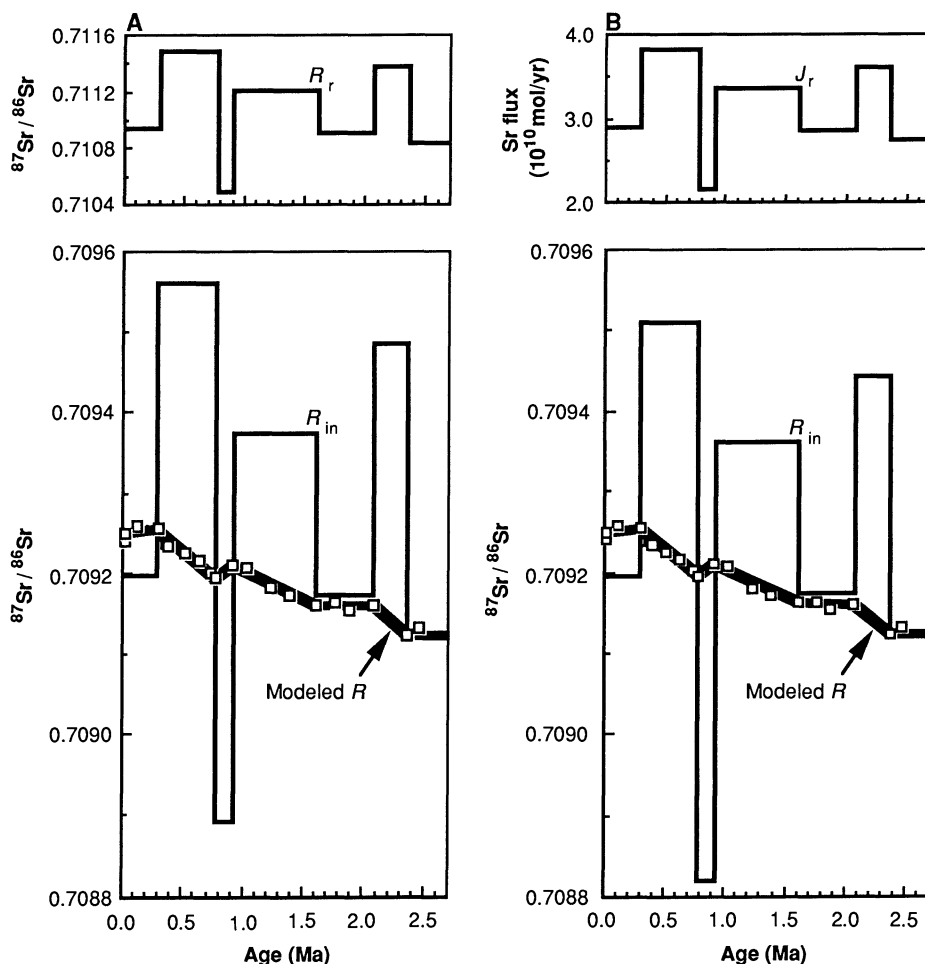 A
0.7116
0.7112
0.7108
0.7104
87Sr / 86Sr
Rr
0.7096
0.7094
0.7092
0.7090
0.7088
87Sr / 86Sr
Rin
Modeled R
0.0 0.5 1.0 1.5 2.0 2.5
Age (Ma)
B
4.0
3.0
2.0
Sr flux
(10^10 mol/yr)
Jr
0.7096
0.7094
0.7092
0.7090
0.7088
87Sr / 86Sr
Rin
Modeled R
0.0 0.5 1.0 1.5 2.0 2.5
Age (Ma)